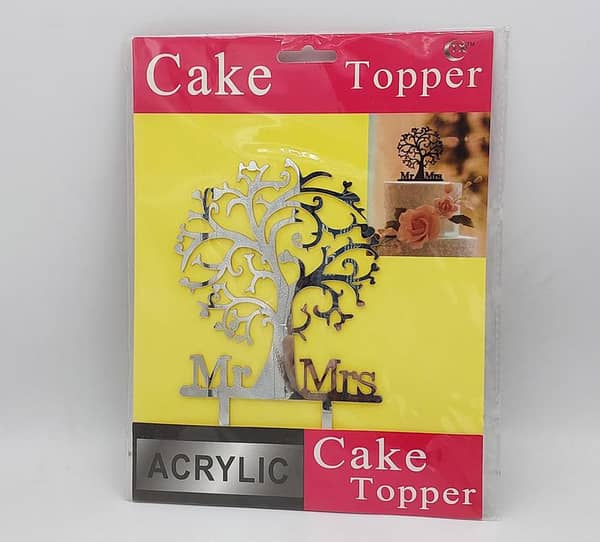 Cake Topper
Mr Mrs
Mr Mrs
ACRYLIC
Cake
Topper